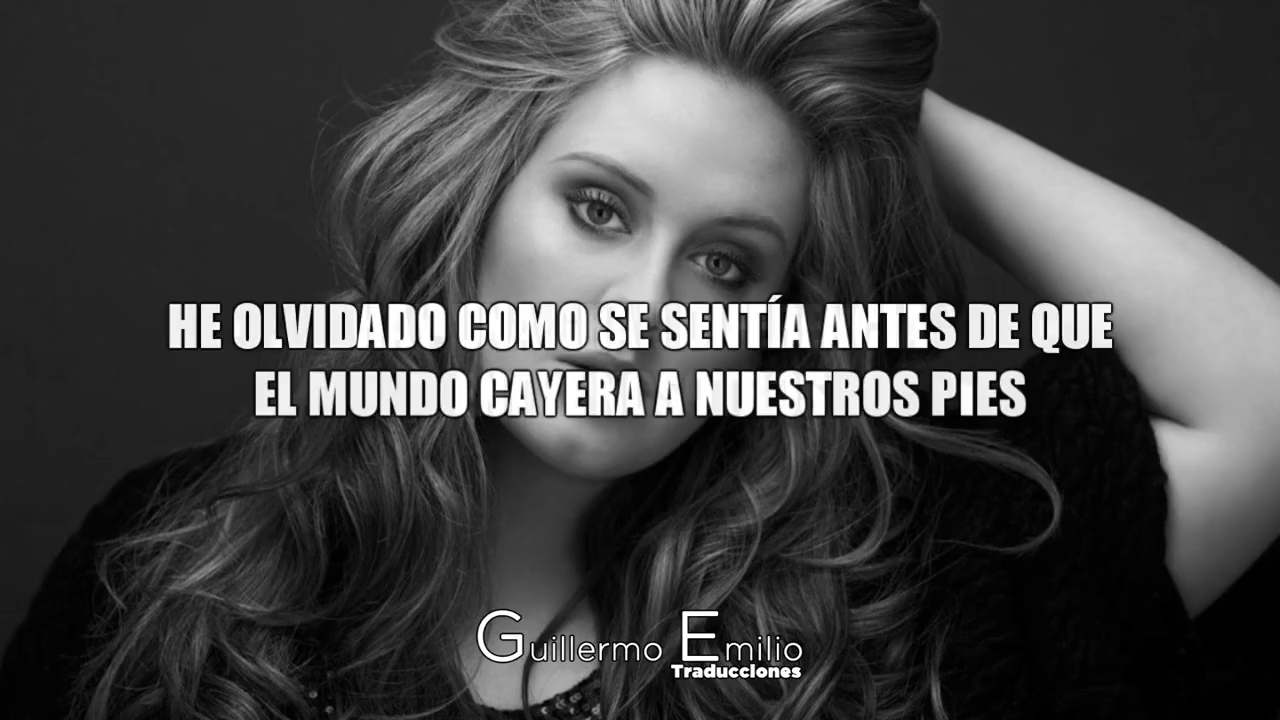 HE OLVIDADO COMO SE SENTÍA ANTES DE QUE
EL MUNDO CAYERA A NUESTROS PIES
Guillermo Emilio
Traducciones